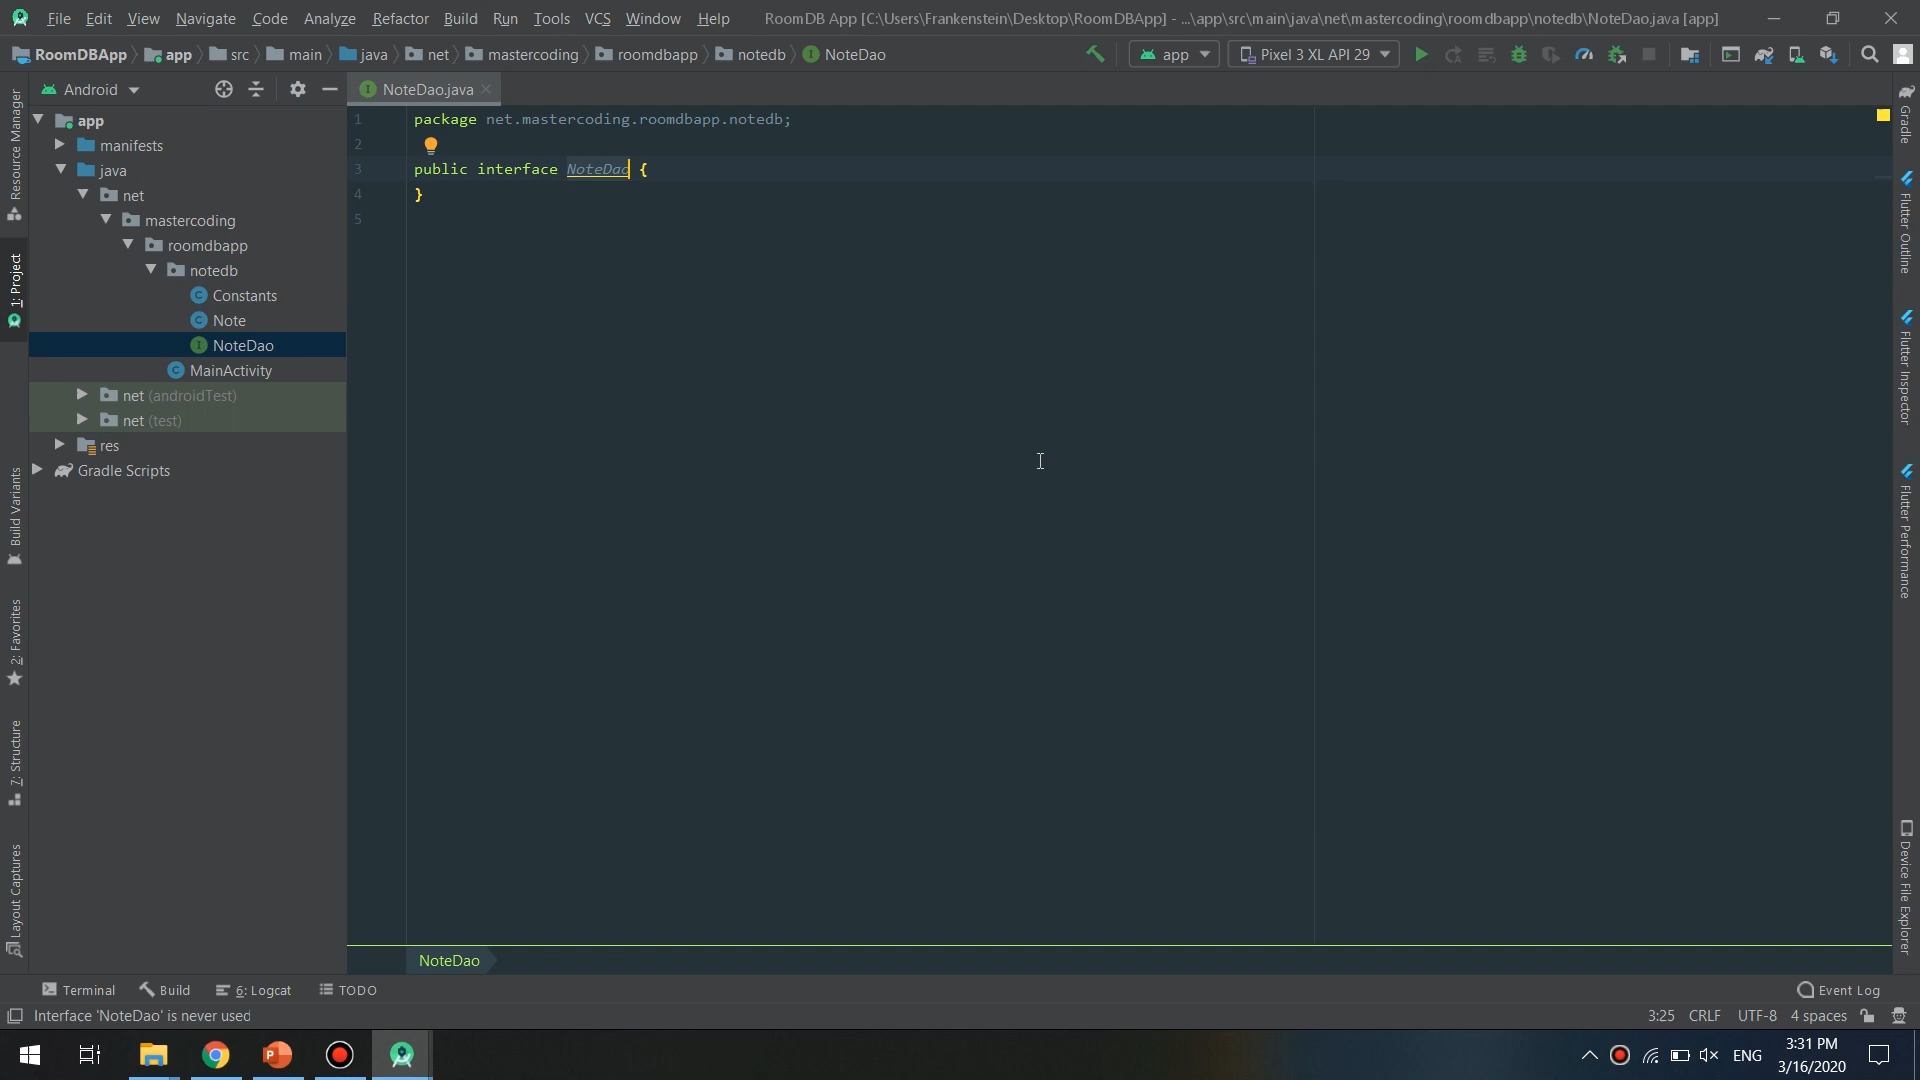 File Edit View Navigate Code Analyze Refactor Build Run Tools VCS Window Help RoomDB App [C:\Users\Frankenstein\Desktop\RoomDBApp] - ...\app\src\main\java\net\mastercoding\roomdbapp\notedb\NoteDao.java [app]
RoomDBApp app src main java net mastercoding roomdbapp notedb NoteDao app Pixel 3 XL API 29
Android
NoteDao.java
app
manifests
java
net
mastercoding
roomdbapp
notedb
Constants
Note
NoteDao
MainActivity
net (androidTest)
net (test)
res
Gradle Scripts
1 package net.mastercoding.roomdbapp.notedb;
2
3 public interface NoteDao {
4 }
5
Resource Manager
1: Project
Build Variants
2: Favorites
7: Structure
Layout Captures
Gradle
Flutter Outline
Flutter Inspector
Flutter Performance
Device File Explorer
NoteDao
Terminal Build 6: Logcat TODO Event Log
Interface 'NoteDao' is never used 3:25 CRLF UTF-8 4 spaces
ENG 3:31 PM
3/16/2020